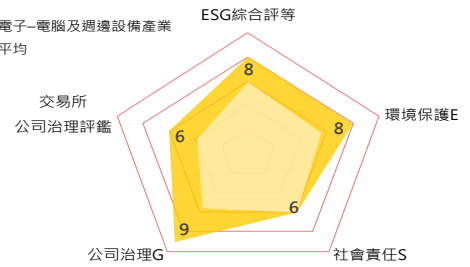 ESG綜合評等
電子–電腦及週邊設備產業
平均
8
交易所
公司治理評鑑
6
8
環境保護E
6
9
公司治理G
社會責任S